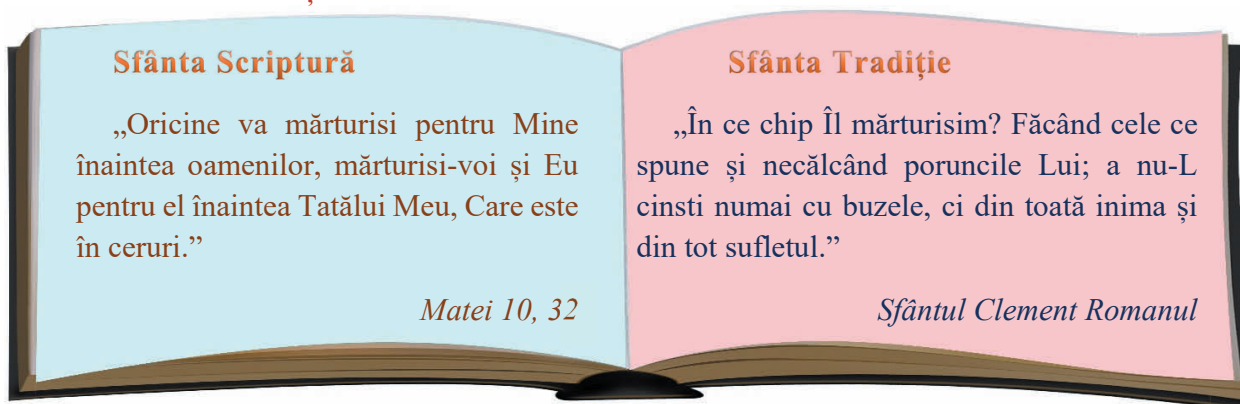 Sfânta Scriptură
„Oricine va mărturisi pentru Mine
înaintea oamenilor, mărturisi-voi și Eu
pentru el înaintea Tatălui Meu, Care este
în ceruri.”
Matei 10, 32
Sfânta Tradiție
„În ce chip Îl mărturisim? Făcând cele ce
spune și necălcând poruncile Lui; a nu-L
cinsti numai cu buzele, ci din toată inima și
din tot sufletul.”
Sfântul Clement Romanul